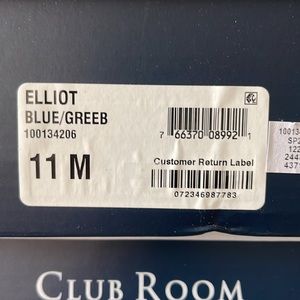 ELLIOT
BLUE/GREEB
100134206
11 M
7 66370 08992 1
Customer Return Label
072346987783
CLUB ROOM